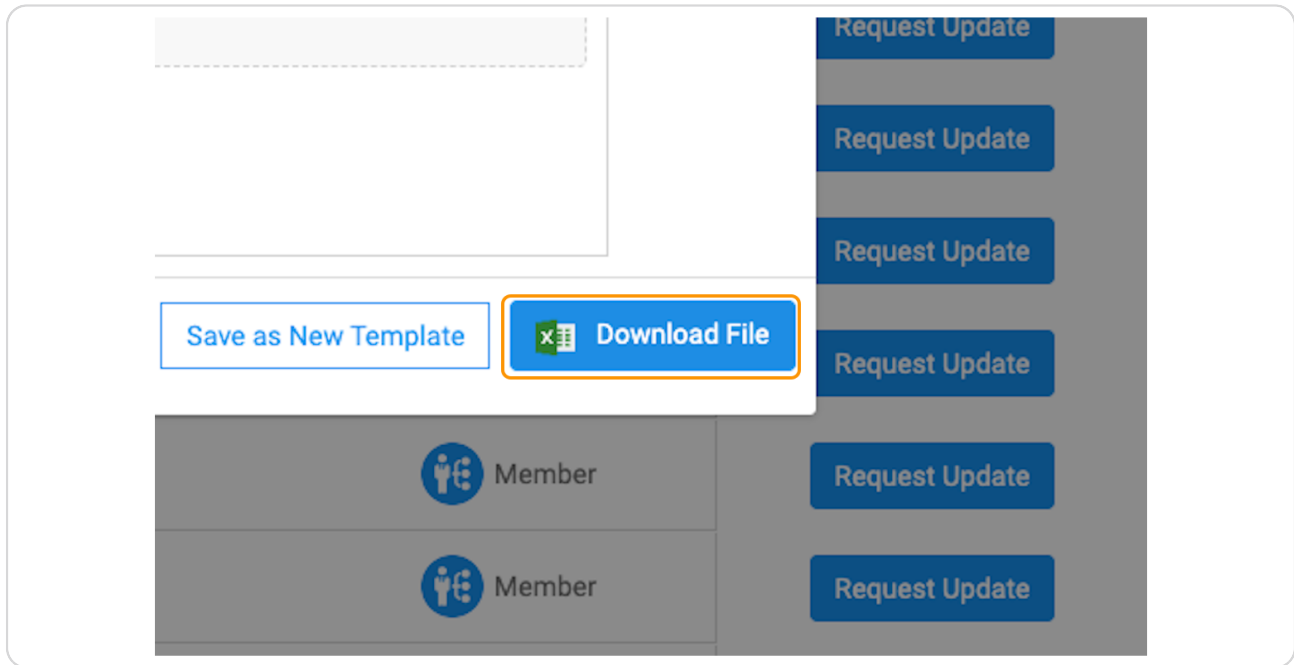 Request Update
Request Update
Request Update
Save as New Template
Download File
Request Update
Member
Request Update
Member
Request Update